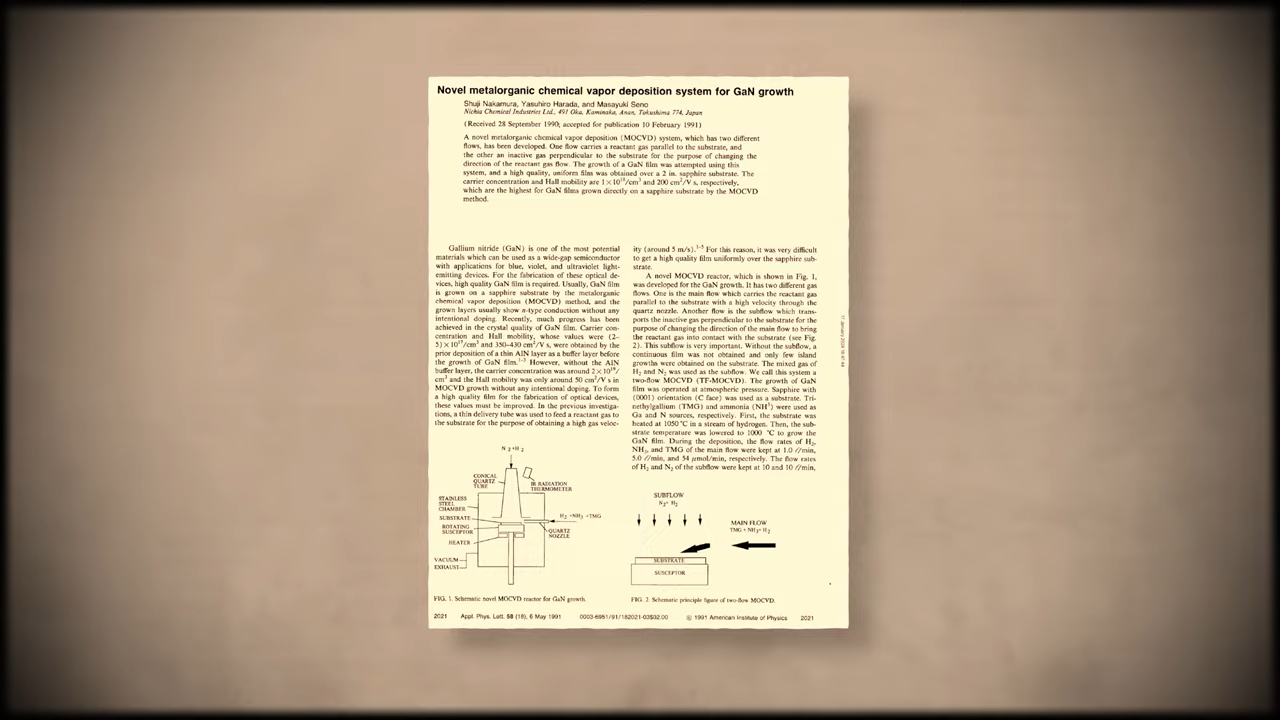 Novel metalorganic chemical vapor deposition system for GaN growth
Shuji Nakamura, Yasuhiro Harada, and Masayuki Seno
Nichia Chemical Industries Ltd., 491 Oka, Kaminaka, Anan, Tokushima 774, Japan
(Received 28 September 1990; accepted for publication 10 February 1991)
A novel metalorganic chemical vapor deposition (MOCVD) system, which has two different
flows, has been developed. One flow carries a reactant gas parallel to the substrate, and
the other an inactive gas perpendicular to the substrate for the purpose of changing the
direction of the reactant gas flow. The growth of a GaN film was attempted using this
system, and a high quality, uniform film was obtained over a 2 in. sapphire substrate. The
carrier concentration and Hall mobility are 1×10¹⁸/cm³ and 200 cm²/V s, respectively,
which are the highest for GaN films grown directly on a sapphire substrate by the MOCVD
method.
Gallium nitride (GaN) is one of the most potential
materials which can be used as a wide-gap semiconductor
with applications for blue, violet, and ultraviolet light-
emitting devices. For the fabrication of these optical de-
vices, high quality GaN film is required. Usually, GaN film
is grown on a sapphire substrate by the metalorganic
chemical vapor deposition (MOCVD) method, and the
grown layers usually show n-type conduction without any
intentional doping. Recently, much progress has been
achieved in the crystal quality of GaN film. Carrier con-
centration and Hall mobility, whose values were (2–
5)×10¹⁷/cm³ and 350-430 cm²/V s, were obtained by the
prior deposition of a thin AlN layer as a buffer layer before
the growth of GaN film.¹⁻³ However, without the AlN
buffer layer, the carrier concentration was around 2×10¹⁹/
cm³ and the Hall mobility was only around 50 cm²/V s in
MOCVD growth without any intentional doping. To form
a high quality film for the fabrication of optical devices,
these values must be improved. In the previous investiga-
tions, a thin delivery tube was used to feed a reactant gas to
the substrate for the purpose of obtaining a high gas veloc-
ity (around 5 m/s).¹⁻⁵ For this reason, it was very difficult
to get a high quality film uniformly over the sapphire sub-
strate.
A novel MOCVD reactor, which is shown in Fig. 1,
was developed for the GaN growth. It has two different gas
flows. One is the main flow which carries the reactant gas
parallel to the substrate with a high velocity through the
quartz nozzle. Another flow is the subflow which trans-
ports the inactive gas perpendicular to the substrate for the
purpose of changing the direction of the main flow to bring
the reactant gas into contact with the substrate (see Fig.
2). This subflow is very important. Without the subflow, a
continuous film was not obtained and only few island
growths were obtained on the substrate. The mixed gas of
H₂ and N₂ was used as the subflow. We call this system a
two-flow MOCVD (TF-MOCVD). The growth of GaN
film was operated at atmospheric pressure. Sapphire with
(0001) orientation (C face) was used as a substrate. Tri-
methylgallium (TMG) and ammonia (NH³) were used as
Ga and N sources, respectively. First, the substrate was
heated at 1050 °C in a stream of hydrogen. Then, the sub-
strate temperature was lowered to 1000 °C to grow the
GaN film. During the deposition, the flow rates of H₂,
NH₃, and TMG of the main flow were kept at 1.0 ℓ/min,
5.0 ℓ/min, and 54 μmol/min, respectively. The flow rates
of H₂ and N₂ of the subflow were kept at 10 and 10 ℓ/min,
N₂+H₂
CONICAL
QUARTZ
TUBE
IR RADIATION
THERMOMETER
STAINLESS
STEEL
CHAMBER
SUBSTRATE
ROTATING
SUSCEPTOR
HEATER
VACUUM
EXHAUST
H₂+NH₃+TMG
QUARTZ
NOZZLE
FIG. 1. Schematic novel MOCVD reactor for GaN growth.
SUBFLOW
N₂+H₂
MAIN FLOW
TMG+NH₃+H₂
SUBSTRATE
SUSCEPTOR
FIG. 2. Schematic principle figure of two-flow MOCVD.
2021 Appl. Phys. Lett. 58 (18), 6 May 1991 0003-6951/91/182021-03$02.00 © 1991 American Institute of Physics 2021